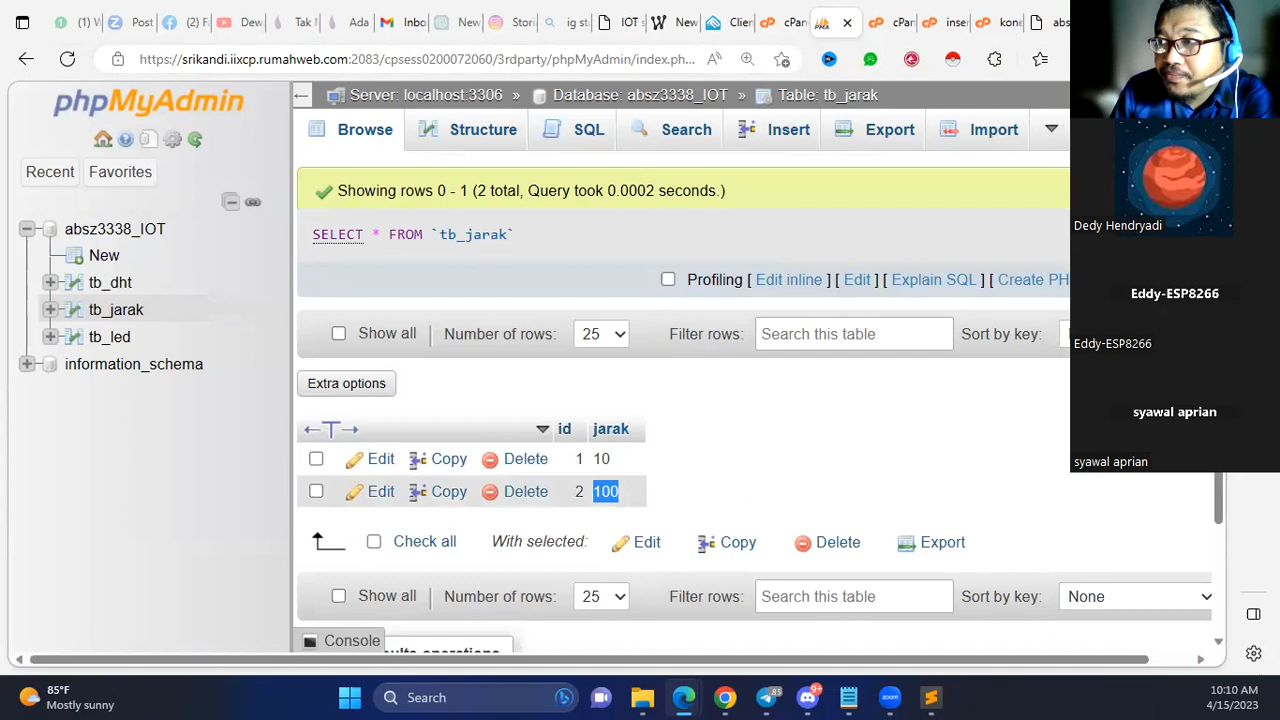 Post
(2) F
Dew
Tak
Ada
Inbo
New
Stori
ig st
IOT s
New
Clier
cPan
cPan
inser
kone
abs
https://srikandi.iixcp.rumahweb.com:2083/cpsess0200072060/3rdparty/phpMyAdmin/index.ph...
phpMyAdmin
Recent
Favorites
absz3338_IOT
New
tb_dht
tb_jarak
tb_led
information_schema
Server: localhost:3306 » Database: absz3338_IOT » Table: tb_jarak
Browse
Structure
SQL
Search
Insert
Export
Import
Showing rows 0 - 1 (2 total, Query took 0.0002 seconds.)
SELECT * FROM `tb_jarak`
Profiling [ Edit inline ] [ Edit ] [ Explain SQL ] [ Create PH
Show all
Number of rows:
25
Filter rows:
Search this table
Sort by key:
Extra options
id
jarak
Edit Copy Delete 1 10
Edit Copy Delete 2 100
Check all
With selected:
Edit
Copy
Delete
Export
Show all
Number of rows:
25
Filter rows:
Search this table
Sort by key:
None
Console
Dedy Hendryadi
Eddy-ESP8266
Eddy-ESP8266
syawal aprian
syawal aprian
85°F
Mostly sunny
Search
85
9+
zoom
10:10 AM
4/15/2023